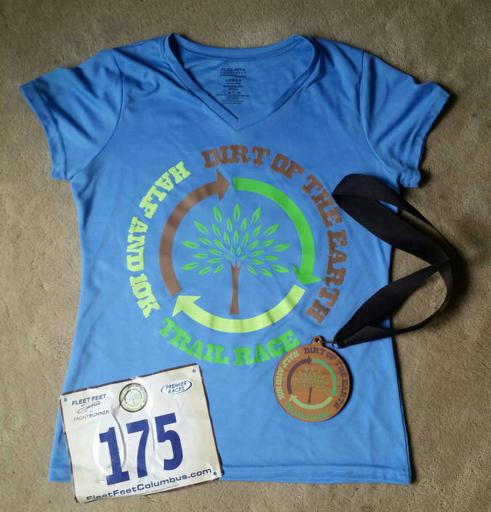 DIRT OF THE EARTH
HALF AND 10K
TRAIL RACE
DIRT OF THE EARTH
FLEET FEET
Sports
FRONTRUNNER
PREMIER
RACES
175
FleetFeetColumbus.com